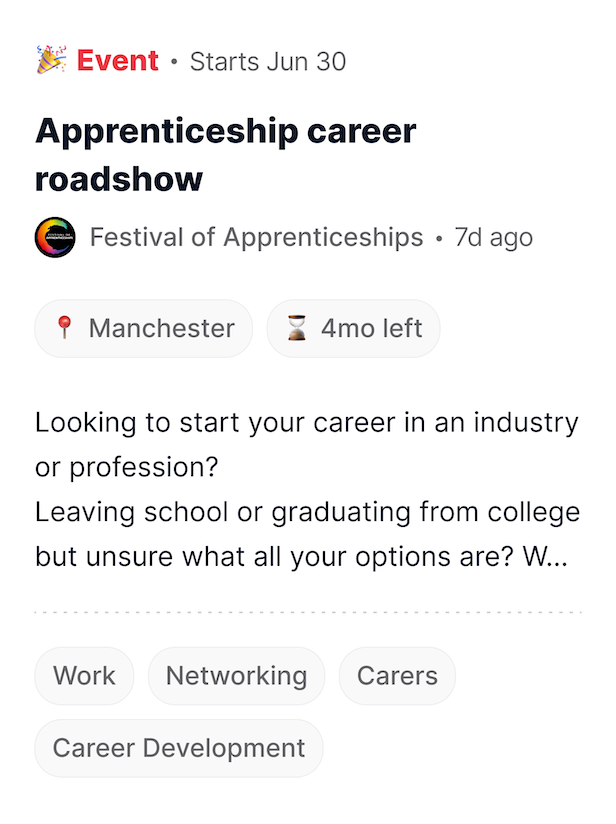 Event • Starts Jun 30
Apprenticeship career
roadshow
Festival of Apprenticeships • 7d ago
Manchester
4mo left
Looking to start your career in an industry
or profession?
Leaving school or graduating from college
but unsure what all your options are? W...
Work
Networking
Carers
Career Development